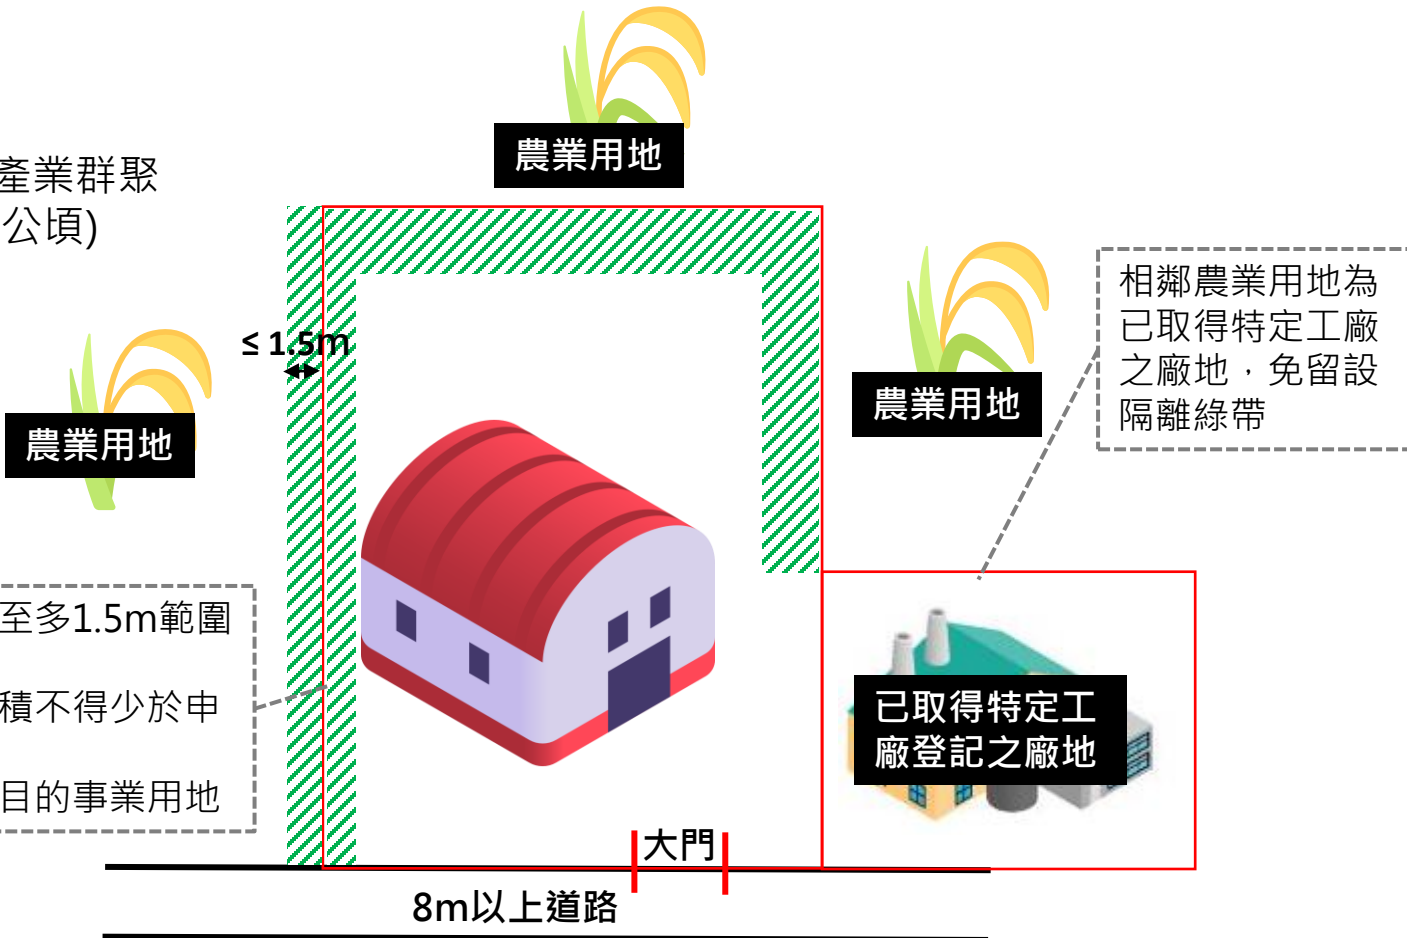 農業用地
產業群聚
公頃)
相鄰農業用地為
已取得特定工廠
之廠地，免留設
隔離綠帶
≤ 1.5m
農業用地
農業用地
至多1.5m範圍
積不得少於申
目的事業用地
已取得特定工
廠登記之廠地
大門
8m以上道路